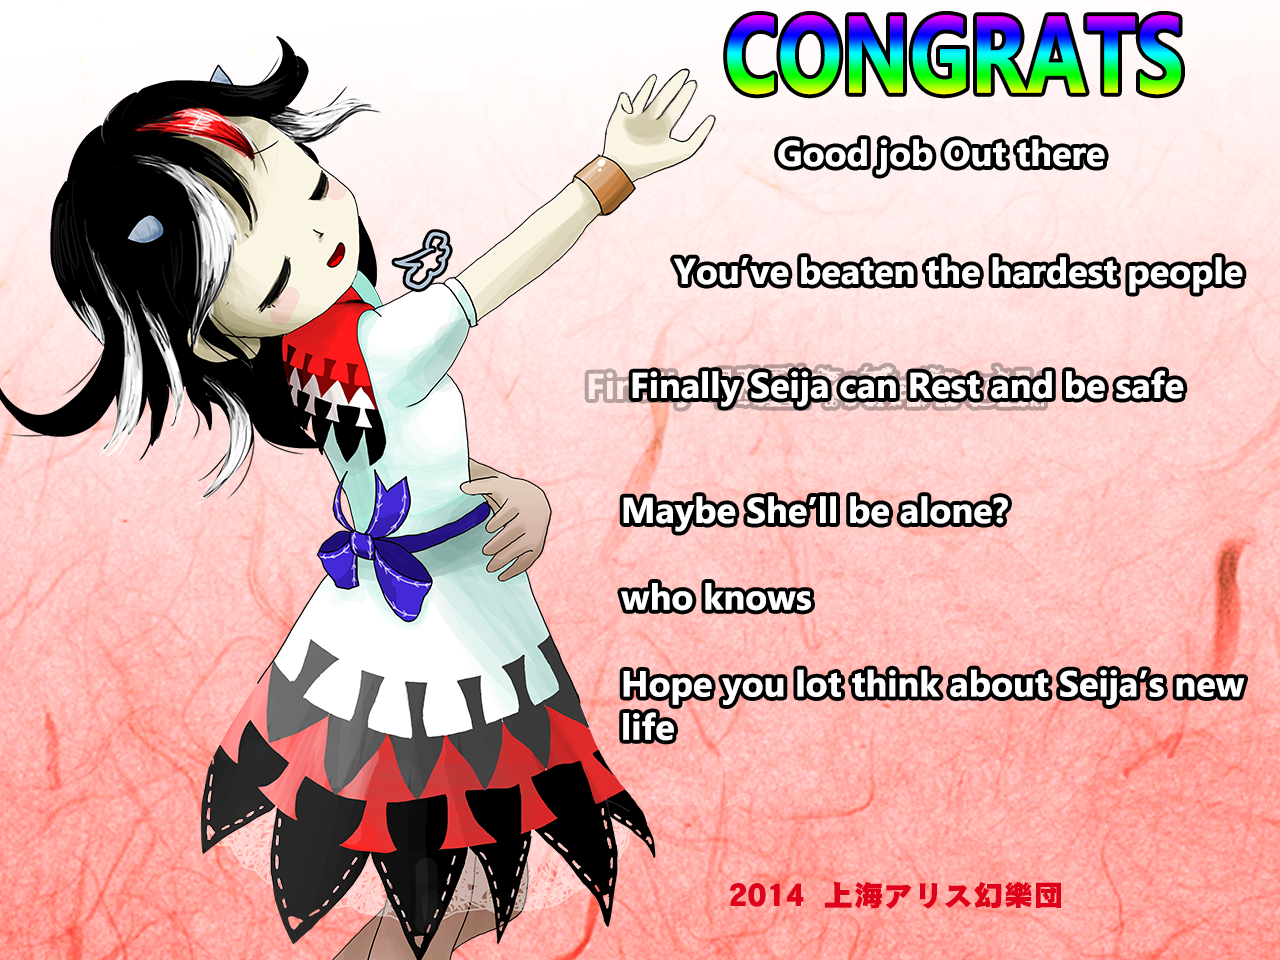 CONGRATS
Good job Out there
You've beaten the hardest people
Finally Seija can Rest and be safe
Maybe She'll be alone?
who knows
Hope you lot think about Seija's new
life
2014 上海アリス幻樂団